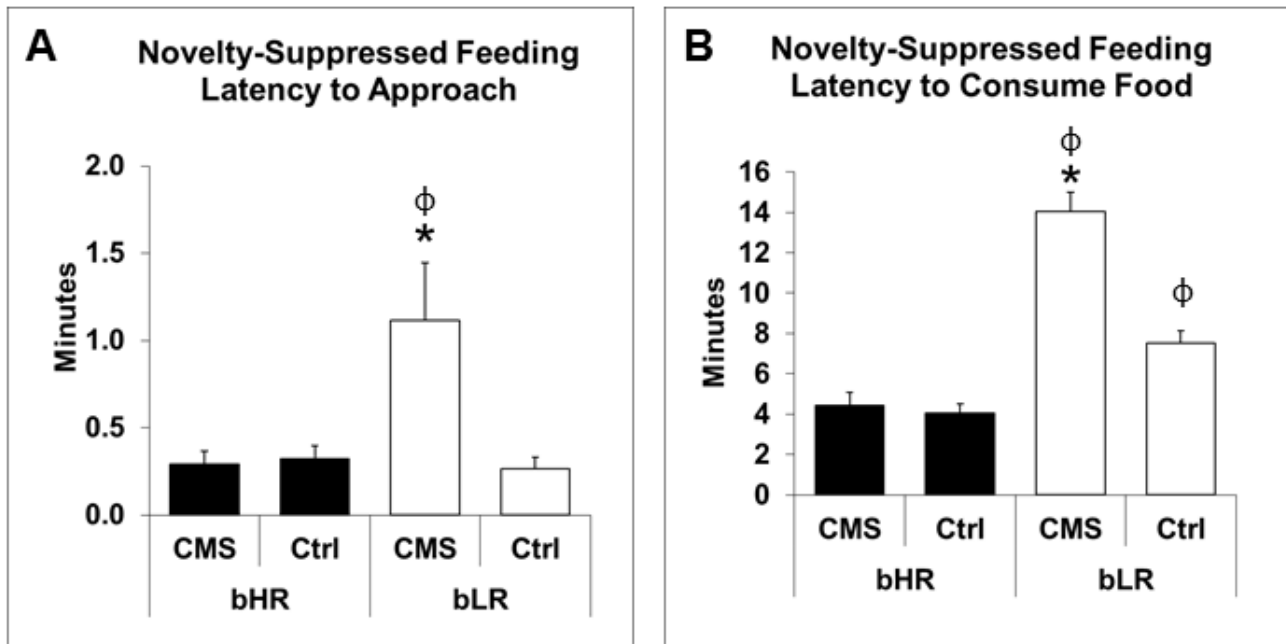 A
Novelty-Suppressed Feeding
Latency to Approach
2.0
1.5
1.0
0.5
0.0
Minutes
ϕ
*
CMS Ctrl CMS Ctrl
bHR bLR
B
Novelty-Suppressed Feeding
Latency to Consume Food
16
14
12
10
8
6
4
2
0
Minutes
ϕ
*
ϕ
CMS Ctrl CMS Ctrl
bHR bLR